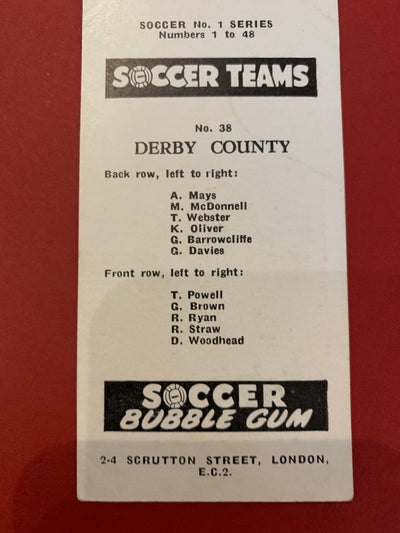 SOCCER No. 1 SERIES
Numbers 1 to 48
SOCCER TEAMS
No. 38
DERBY COUNTY
Back row, left to right:
A. Mays
M. McDonnell
T. Webster
K. Oliver
G. Barrowcliffe
G. Davies
Front row, left to right:
T. Powell
G. Brown
R. Ryan
R. Straw
D. Woodhead
SOCCER
BUBBLE GUM
2-4 SCRUTTON STREET, LONDON,
E.C.2.